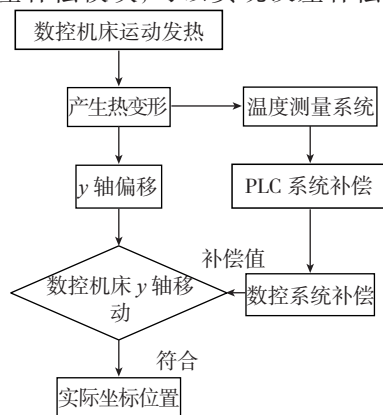 数控机床运动发热
产生热变形
温度测量系统
y 轴偏移
PLC 系统补偿
补偿值
数控机床 y 轴移
动
数控系统补偿
符合
实际坐标位置